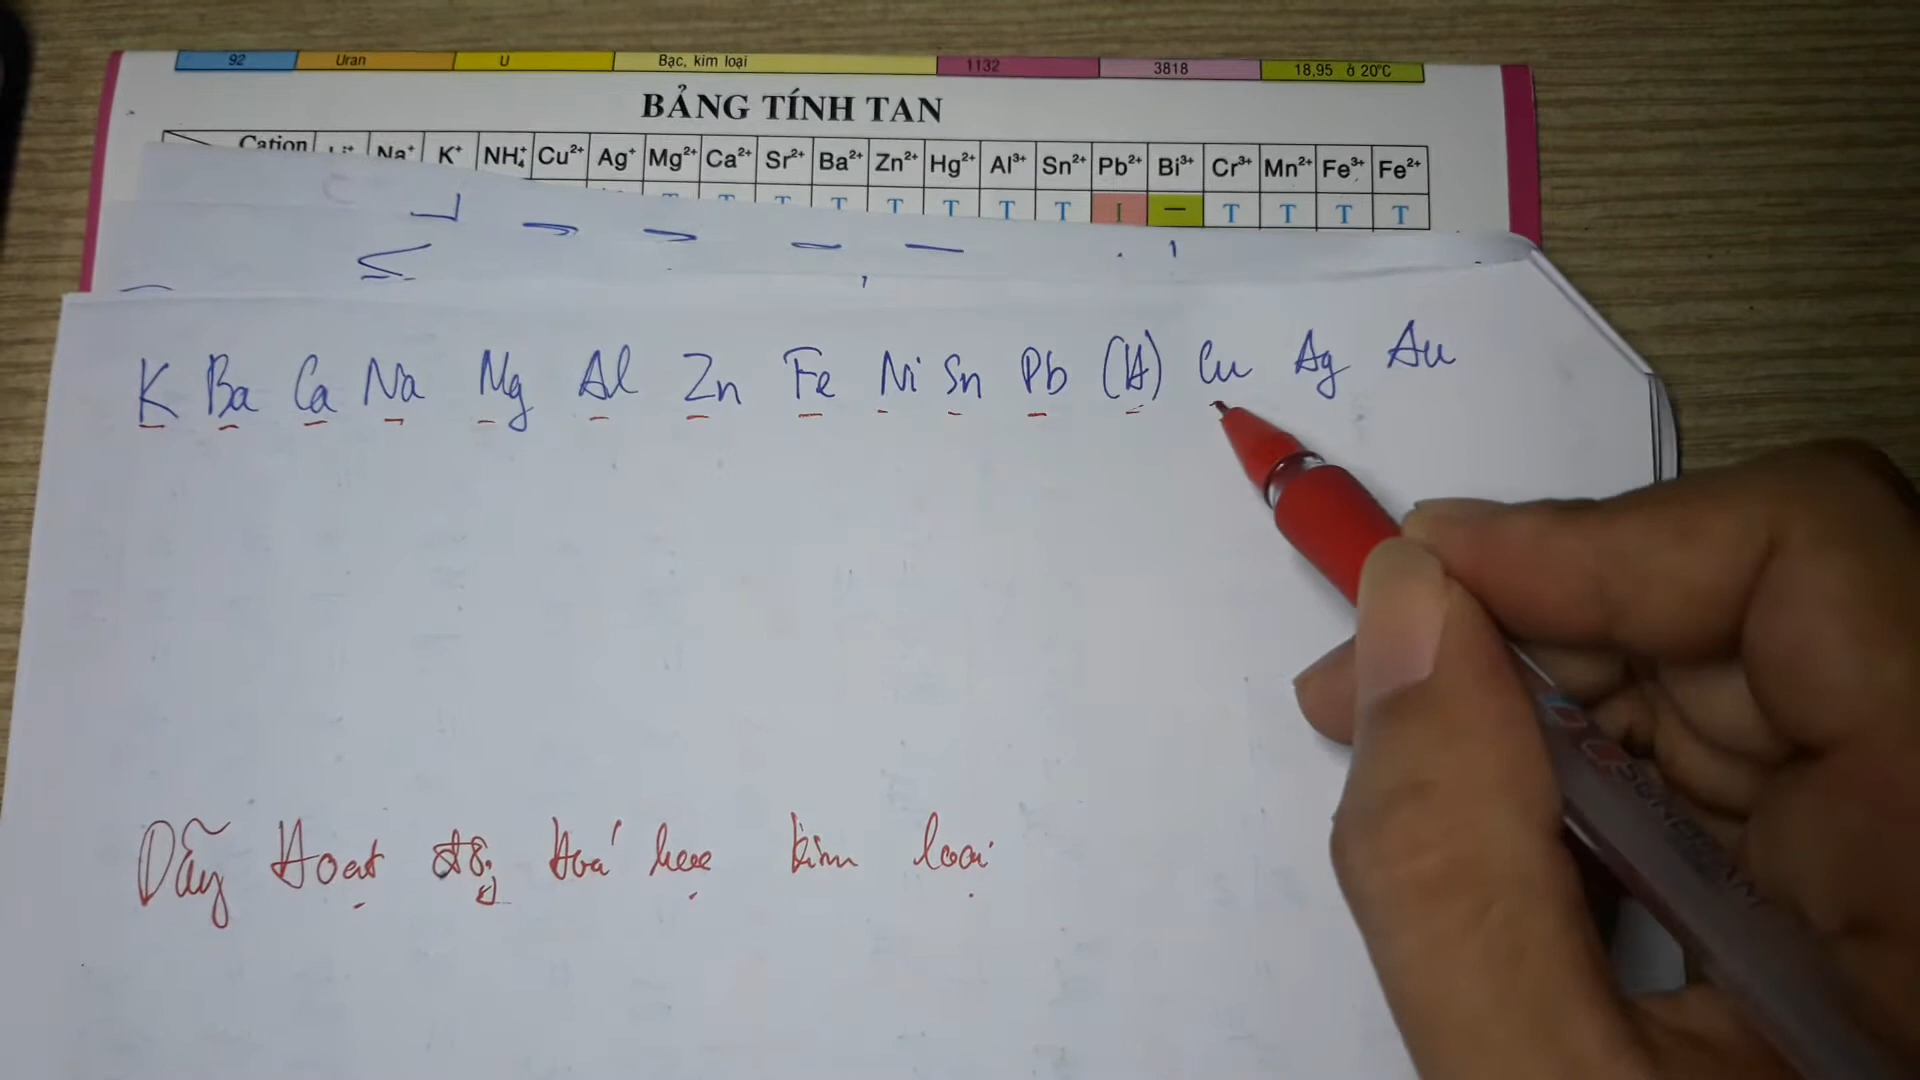 92 Uran U Bạc, kim loại 1132 3818 18,95 ở 20°C
BẢNG TÍNH TAN
Cation Li⁺ Na⁺ K⁺ NH₄⁺ Cu²⁺ Ag⁺ Mg²⁺ Ca²⁺ Sr²⁺ Ba²⁺ Zn²⁺ Hg²⁺ Al³⁺ Sn²⁺ Pb²⁺ Bi³⁺ Cr³⁺ Mn²⁺ Fe³⁺ Fe²⁺
T T T T T T T T I — T T T T
K Ba Ca Na Mg Al Zn Fe Ni Sn Pb (H) Cu Ag Au
Dãy Hoạt động Hoá học kim loại